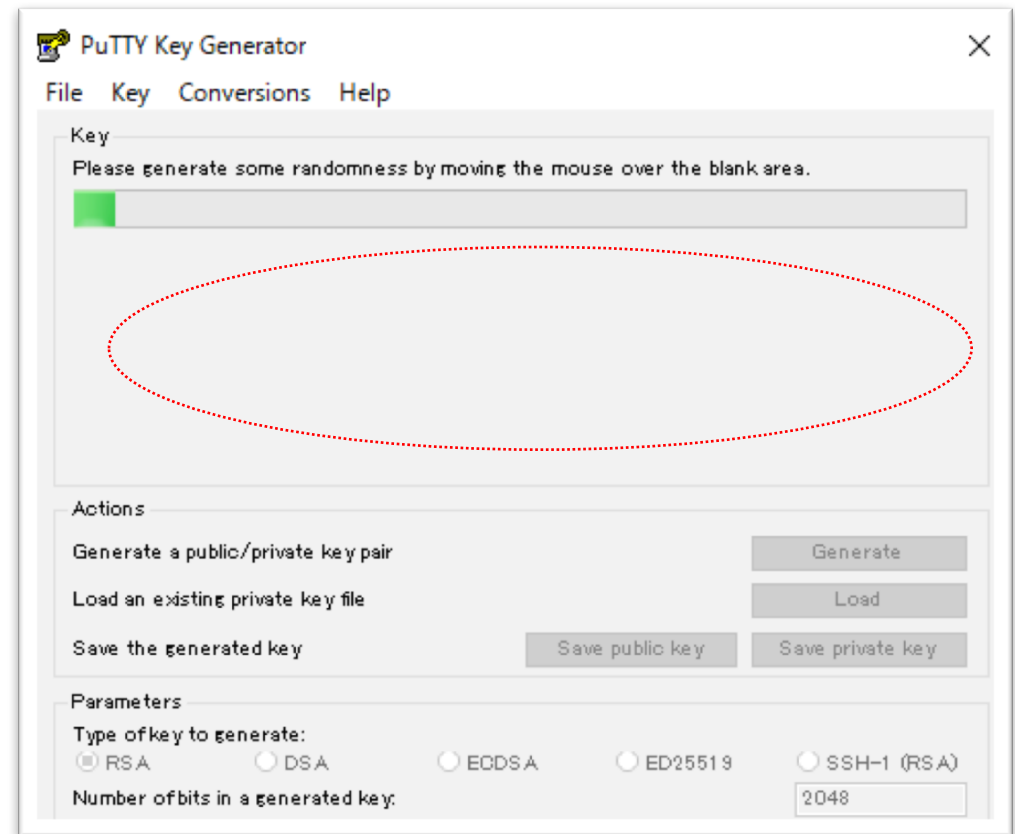 PuTTY Key Generator
File Key Conversions Help
Key
Please generate some randomness by moving the mouse over the blank area.
Actions
Generate a public/private key pair
Generate
Load an existing private key file
Load
Save the generated key
Save public key
Save private key
Parameters
Type of key to generate:
RSA DSA ECDSA ED25519 SSH-1 (RSA)
Number of bits in a generated key:
2048